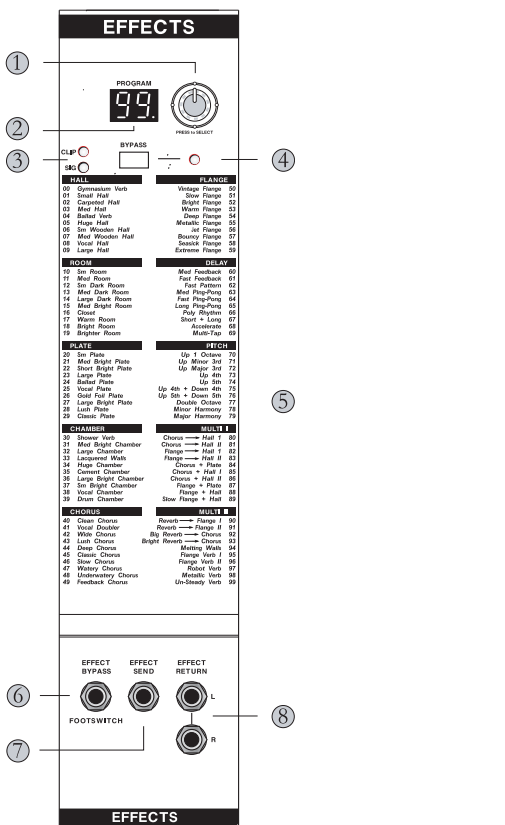 EFFECTS
1
PROGRAM
99.
PRESS to SELECT
2
BYPASS
CLIP
3
4
SIG
HALL
00 Gymnasium Verb
01 Small Hall
02 Carpeted Hall
03 Med Hall
04 Ballad Verb
05 Huge Hall
06 Sm Wooden Hall
07 Med Wooden Hall
08 Vocal Hall
09 Large Hall
FLANGE
Vintage Flange 50
Slow Flange 51
Bright Flange 52
Warm Flange 53
Deep Flange 54
Metallic Flange 55
Jet Flange 56
Bouncy Flange 57
Seasick Flange 58
Extreme Flange 59
ROOM
10 Sm Room
11 Med Room
12 Sm Dark Room
13 Med Dark Room
14 Large Dark Room
15 Med Bright Room
16 Closet
17 Warm Room
18 Bright Room
19 Brighter Room
DELAY
Med Feedback 60
Fast Feedback 61
Fast Pattern 62
Med Ping-Pong 63
Fast Ping-Pong 64
Long Ping-Pong 65
Poly Rhythm 66
Short + Long 67
Accelerate 68
Multi-Tap 69
PLATE
20 Sm Plate
21 Med Bright Plate
22 Short Bright Plate
23 Large Plate
24 Ballad Plate
25 Vocal Plate
26 Gold Foil Plate
27 Large Bright Plate
28 Lush Plate
29 Classic Plate
PITCH
Up 1 Octave 70
Up Minor 3rd 71
Up Major 3rd 72
Up 4th 73
Up 5th 74
Up 4th + Down 4th 75
Up 5th + Down 5th 76
Double Octave 77
Minor Harmony 78
Major Harmony 79
5
CHAMBER
30 Shower Verb
31 Med Bright Chamber
32 Large Chamber
33 Lacquered Walls
34 Huge Chamber
35 Cement Chamber
36 Large Bright Chamber
37 Sm Bright Chamber
38 Vocal Chamber
39 Drum Chamber
MULTI I
Chorus → Hall 1 80
Chorus → Hall II 81
Flange → Hall 1 82
Flange → Hall II 83
Chorus + Plate 84
Chorus + Hall I 85
Chorus + Hall II 86
Flange + Plate 87
Flange + Hall 88
Slow Flange + Hall 89
CHORUS
40 Clean Chorus
41 Vocal Doubler
42 Wide Chorus
43 Lush Chorus
44 Deep Chorus
45 Classic Chorus
46 Slow Chorus
47 Watery Chorus
48 Underwatery Chorus
49 Feedback Chorus
MULTI II
Reverb → Flange I 90
Reverb → Flange II 91
Big Reverb → Chorus 92
Bright Reverb → Chorus 93
Melting Walls 94
Flange Verb I 95
Flange Verb II 96
Robot Verb 97
Metallic Verb 98
Un-Steady Verb 99
EFFECT BYPASS
EFFECT SEND
EFFECT RETURN
6
L
8
FOOTSWITCH
7
R
EFFECTS